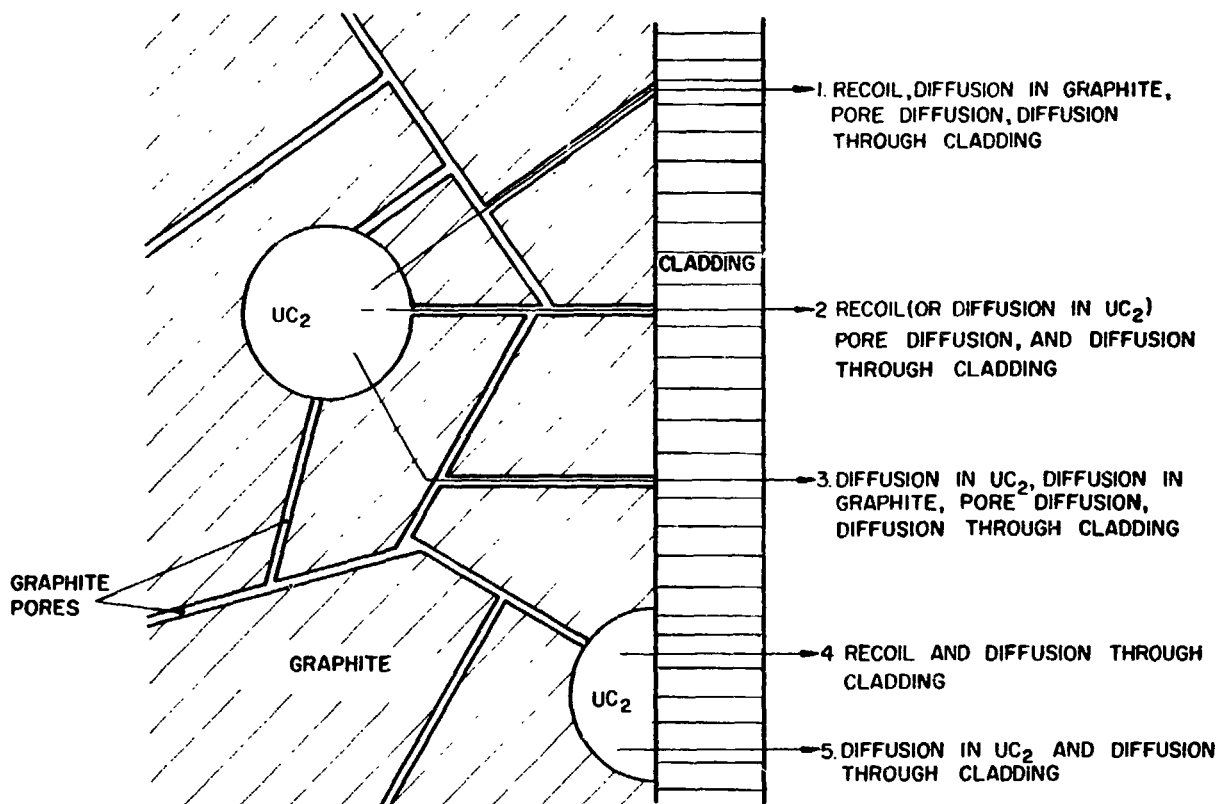 1. RECOIL, DIFFUSION IN GRAPHITE,
PORE DIFFUSION, DIFFUSION
THROUGH CLADDING
CLADDING
UC₂
2 RECOIL (OR DIFFUSION IN UC₂)
PORE DIFFUSION, AND DIFFUSION
THROUGH CLADDING
3. DIFFUSION IN UC₂, DIFFUSION IN
GRAPHITE, PORE DIFFUSION,
DIFFUSION THROUGH CLADDING
GRAPHITE
PORES
GRAPHITE
UC₂
4 RECOIL AND DIFFUSION THROUGH
CLADDING
5. DIFFUSION IN UC₂ AND DIFFUSION
THROUGH CLADDING